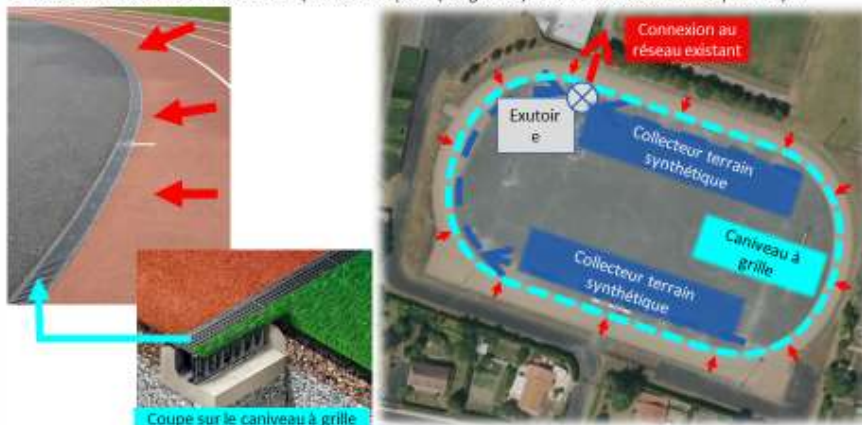 Connexion au
réseau existant
Exutoir
e
Collecteur terrain
synthétique
Caniveau à
grille
Collecteur terrain
synthétique
Coupe sur le caniveau à grille